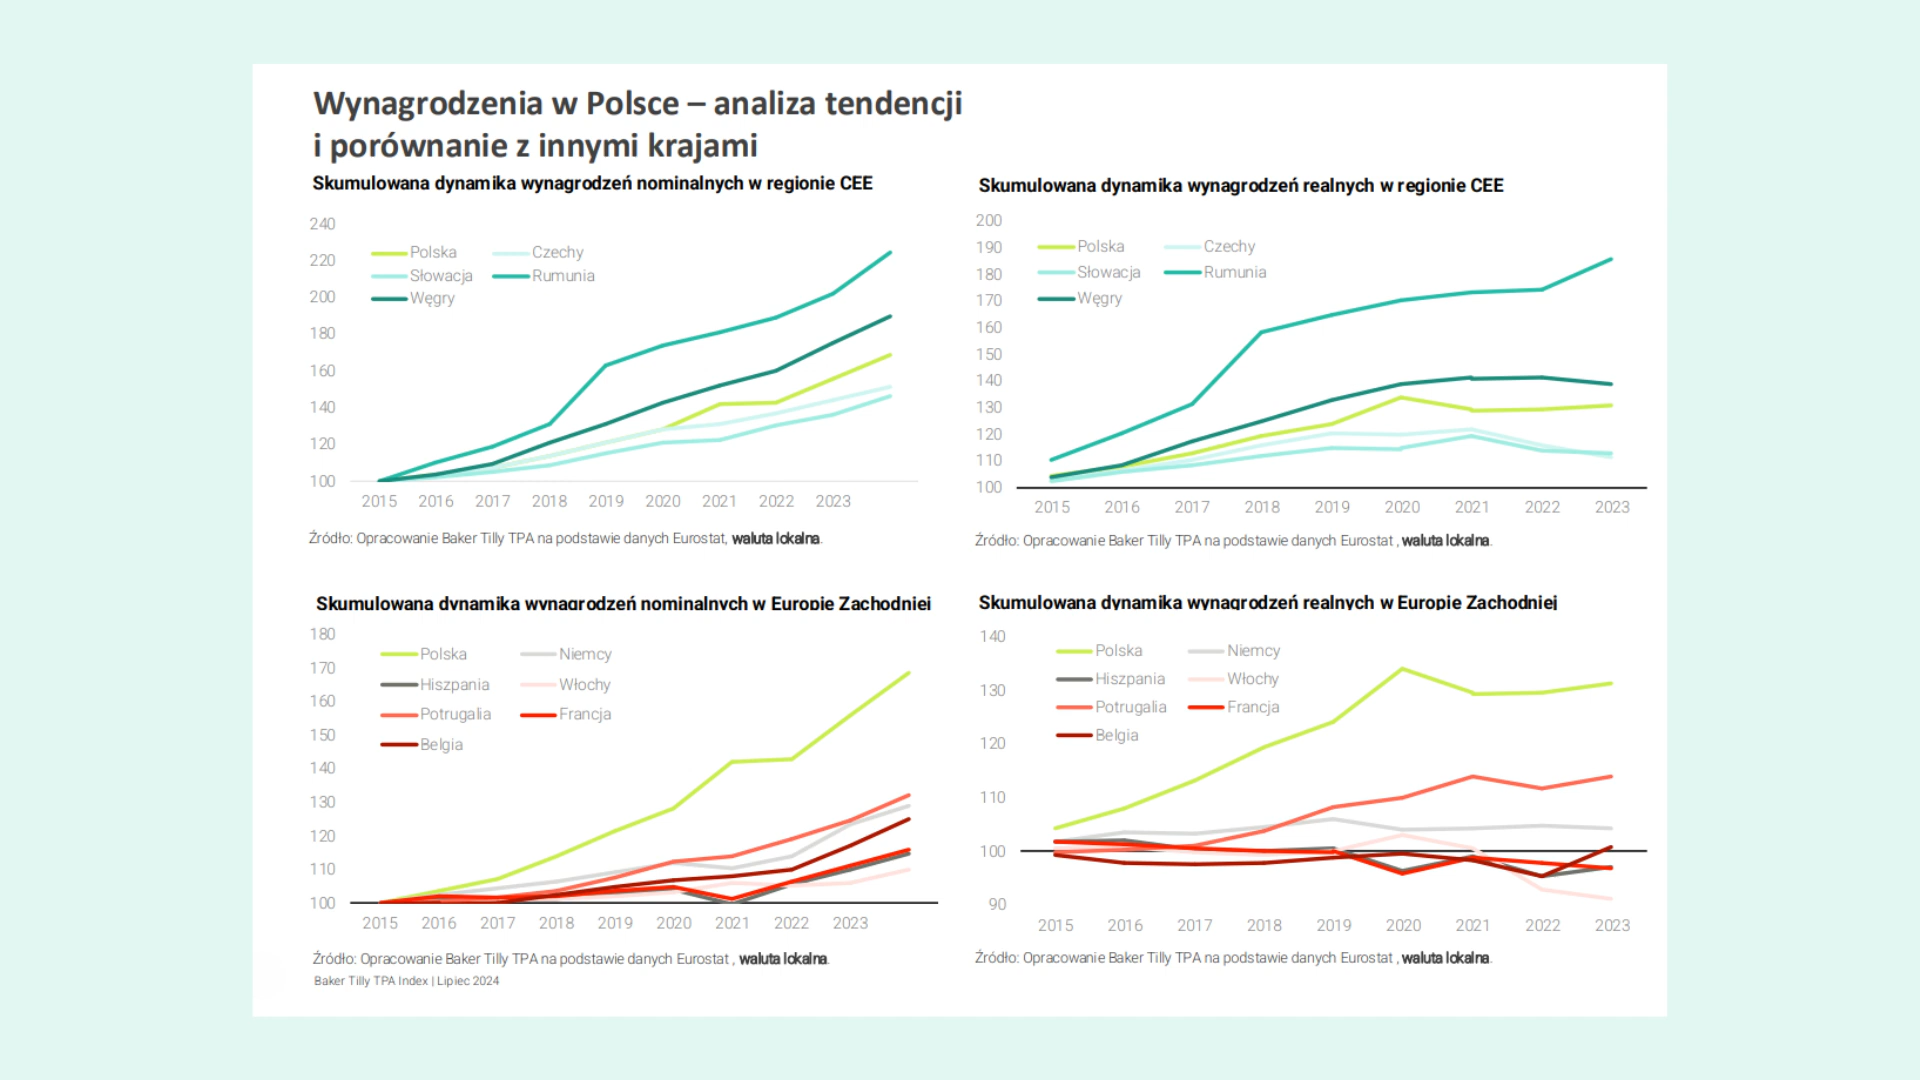 Wynagrodzenia w Polsce – analiza tendencji
i porównanie z innymi krajami
Skumulowana dynamika wynagrodzeń nominalnych w regionie CEE
240
220
200
180
160
140
120
100
Polska
Czechy
Słowacja
Rumunia
Węgry
2015 2016 2017 2018 2019 2020 2021 2022 2023
Źródło: Opracowanie Baker Tilly TPA na podstawie danych Eurostat, waluta lokalna.
Skumulowana dynamika wynagrodzeń realnych w regionie CEE
200
190
180
170
160
150
140
130
120
110
100
Polska
Czechy
Słowacja
Rumunia
Węgry
2015 2016 2017 2018 2019 2020 2021 2022 2023
Źródło: Opracowanie Baker Tilly TPA na podstawie danych Eurostat , waluta lokalna.
Skumulowana dynamika wynagrodzeń nominalnych w Europie Zachodniej
180
170
160
150
140
130
120
110
100
Polska
Niemcy
Hiszpania
Włochy
Potrugalia
Francja
Belgia
2015 2016 2017 2018 2019 2020 2021 2022 2023
Źródło: Opracowanie Baker Tilly TPA na podstawie danych Eurostat , waluta lokalna.
Baker Tilly TPA Index | Lipiec 2024
Skumulowana dynamika wynagrodzeń realnych w Europie Zachodniej
140
130
120
110
100
90
Polska
Niemcy
Hiszpania
Włochy
Potrugalia
Francja
Belgia
2015 2016 2017 2018 2019 2020 2021 2022 2023
Źródło: Opracowanie Baker Tilly TPA na podstawie danych Eurostat , waluta lokalna.